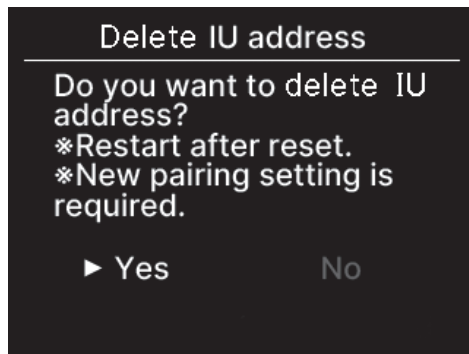 Delete IU address
Do you want to delete IU
address?
※Restart after reset.
※New pairing setting is
required.
► Yes No